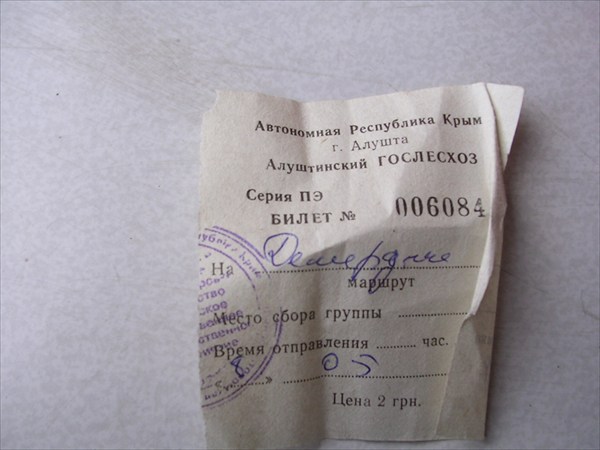 Автономная Республика Крым
г. Алушта
Алуштинский ГОСЛЕСХОЗ
Серия ПЭ
БИЛЕТ № 006084
На Демерджи
маршрут
Место сбора группы ............
Время отправления .......... час.
8 » 05
Цена 2 грн.